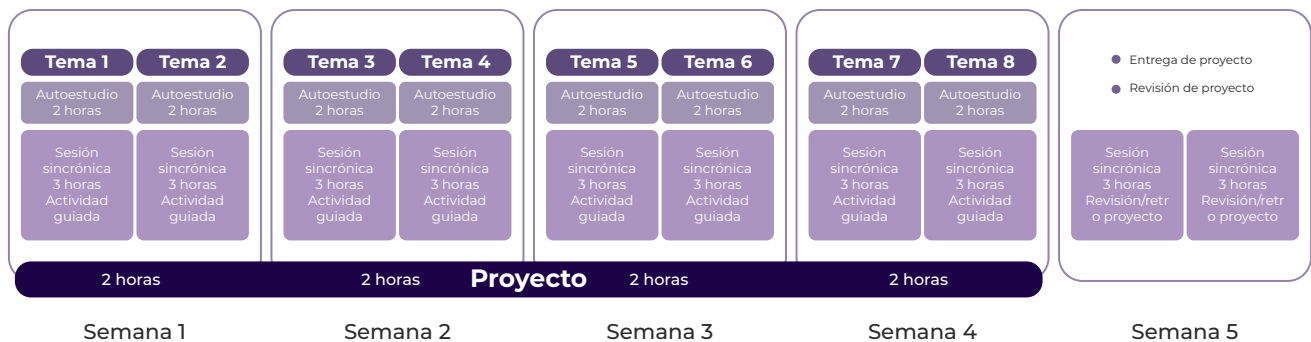 Tema 1
Tema 2
Autoestudio
2 horas
Autoestudio
2 horas
Sesión
sincrónica
3 horas
Actividad
guiada
Sesión
sincrónica
3 horas
Actividad
guiada
Tema 3
Tema 4
Autoestudio
2 horas
Autoestudio
2 horas
Sesión
sincrónica
3 horas
Actividad
guiada
Sesión
sincrónica
3 horas
Actividad
guiada
Tema 5
Tema 6
Autoestudio
2 horas
Autoestudio
2 horas
Sesión
sincrónica
3 horas
Actividad
guiada
Sesión
sincrónica
3 horas
Actividad
guiada
Tema 7
Tema 8
Autoestudio
2 horas
Autoestudio
2 horas
Sesión
sincrónica
3 horas
Actividad
guiada
Sesión
sincrónica
3 horas
Actividad
guiada
Entrega de proyecto
Revisión de proyecto
Sesión
sincrónica
3 horas
Revisión/retr
o proyecto
Sesión
sincrónica
3 horas
Revisión/retr
o proyecto
2 horas
2 horas
Proyecto
2 horas
2 horas
Semana 1
Semana 2
Semana 3
Semana 4
Semana 5